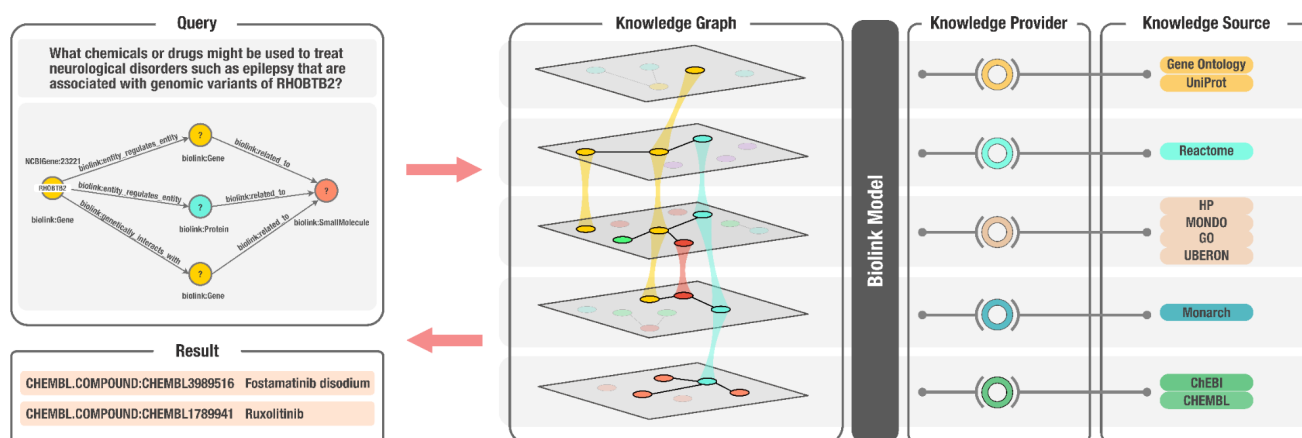 Query
What chemicals or drugs might be used to treat
neurological disorders such as epilepsy that are
associated with genomic variants of RHOBTB2?
NCBIGene:23221
RHOBTB2
biolink:Gene
biolink:entity_regulates_entity
biolink:entity_regulates_entity
biolink:genetically_interacts_with
?
biolink:Gene
?
biolink:Protein
?
biolink:Gene
biolink:related_to
biolink:related_to
biolink:related_to
?
biolink:SmallMolecule
Result
CHEMBL.COMPOUND:CHEMBL3989516 Fostamatinib disodium
CHEMBL.COMPOUND:CHEMBL1789941 Ruxolitinib
Knowledge Graph
Biolink Model
Knowledge Provider
Knowledge Source
Gene Ontology
UniProt
Reactome
HP
MONDO
GO
UBERON
Monarch
ChEBI
CHEMBL